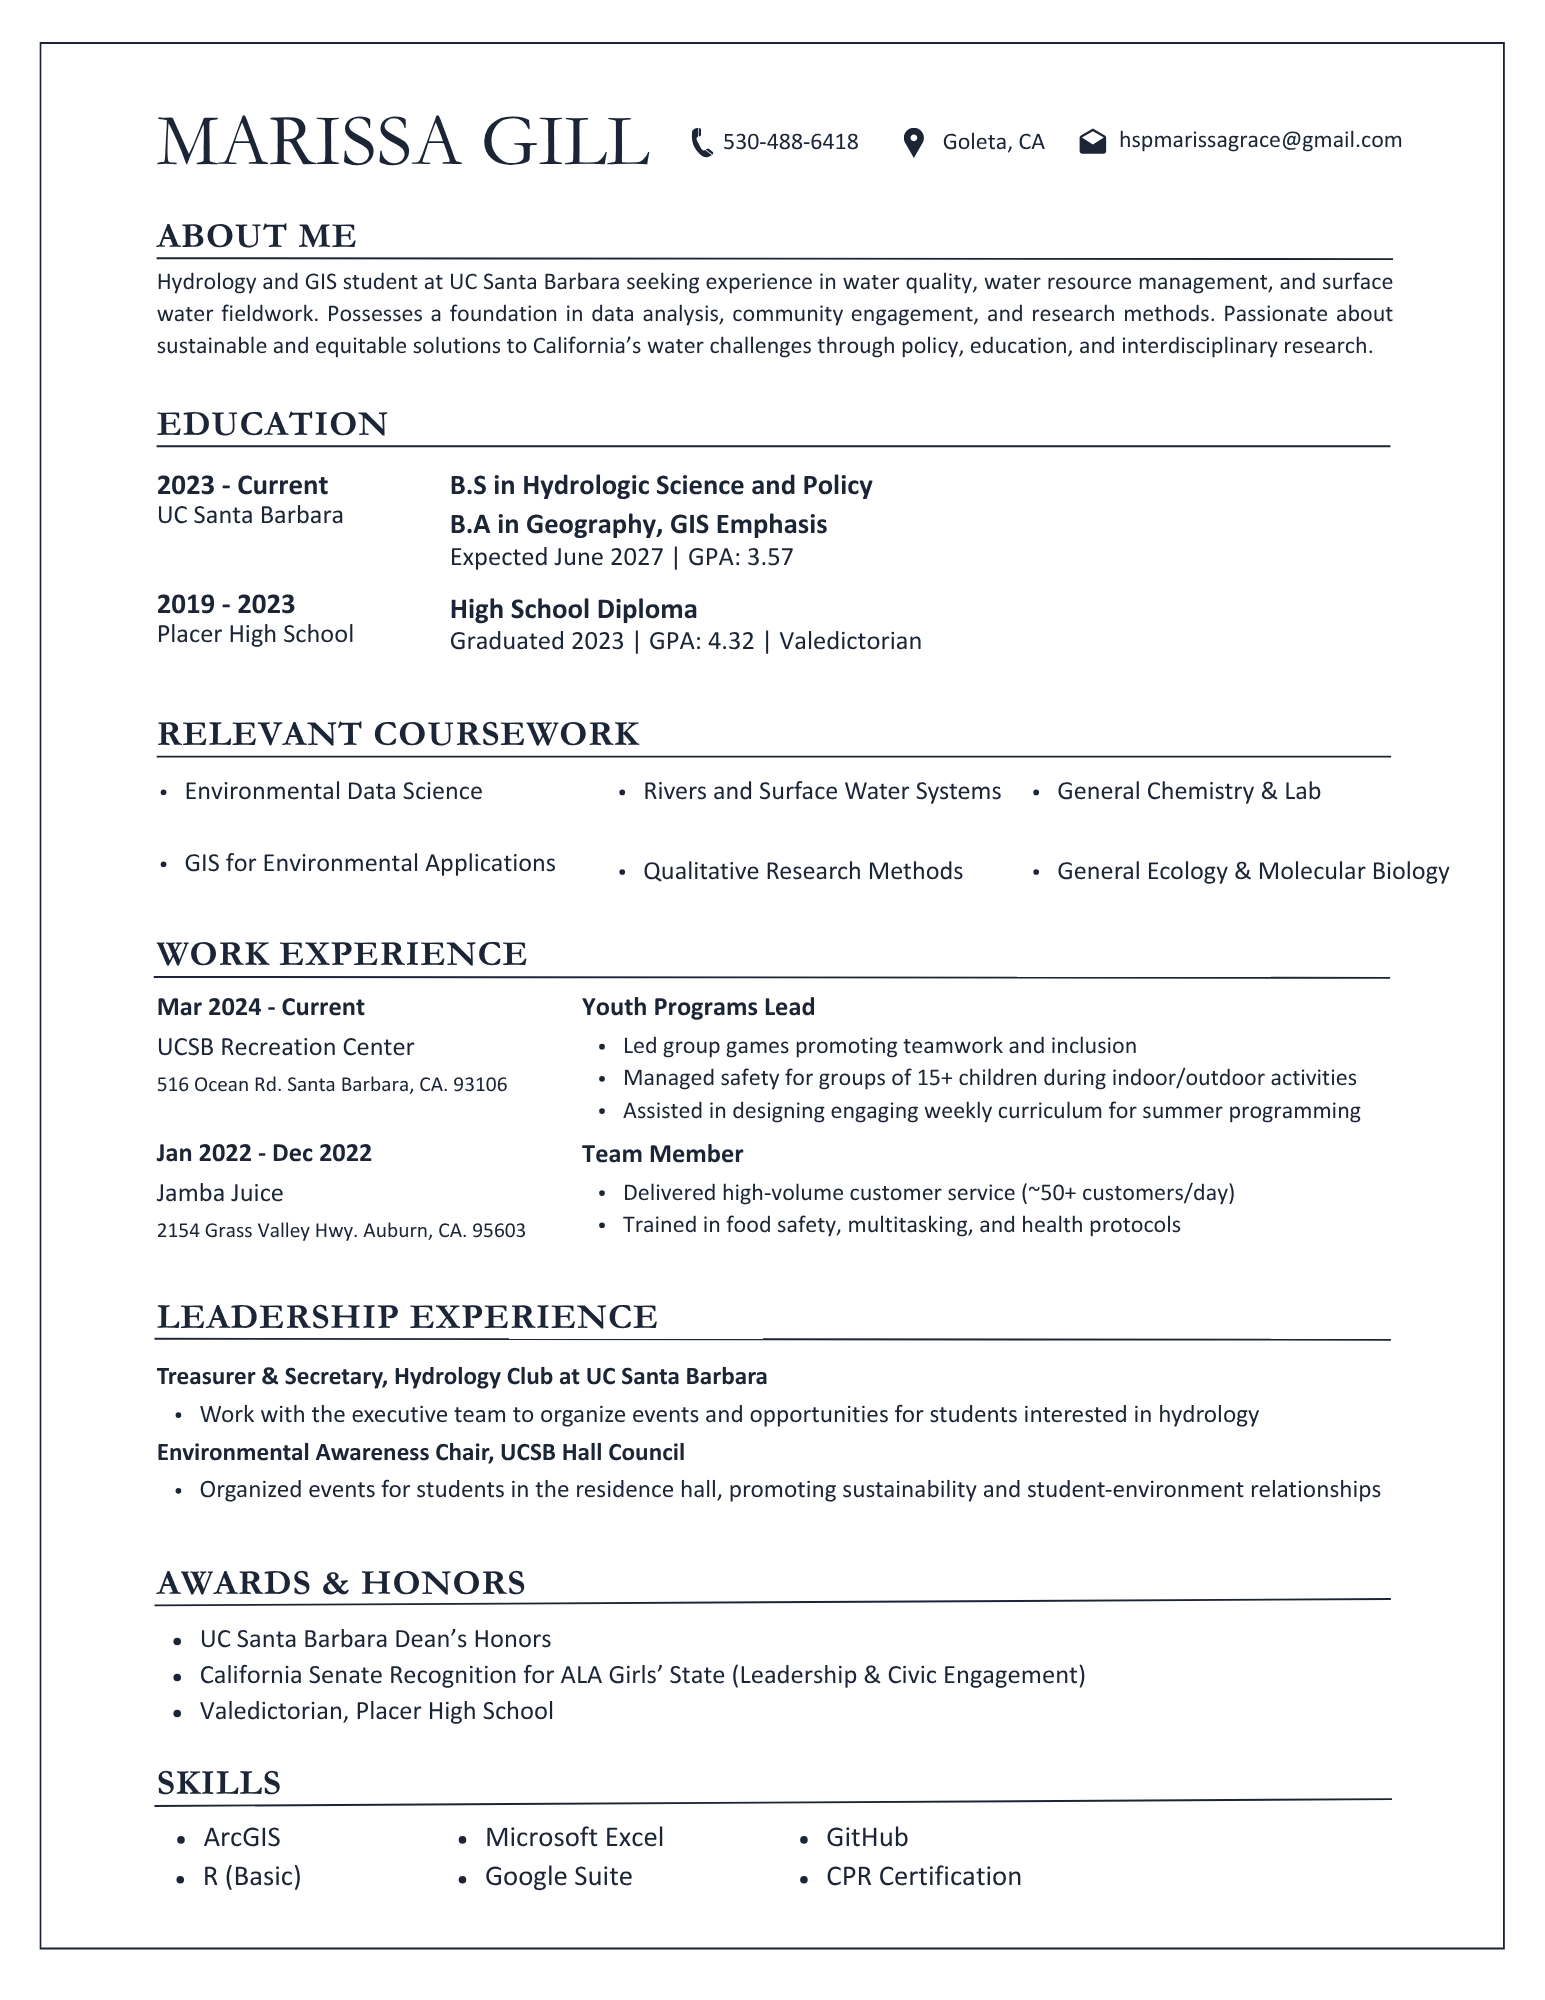 MARISSA GILL 530-488-6418 Goleta, CA hspmarissagrace@gmail.com
ABOUT ME
Hydrology and GIS student at UC Santa Barbara seeking experience in water quality, water resource management, and surface
water fieldwork. Possesses a foundation in data analysis, community engagement, and research methods. Passionate about
sustainable and equitable solutions to California’s water challenges through policy, education, and interdisciplinary research.
EDUCATION
2023 - Current
UC Santa Barbara
B.S in Hydrologic Science and Policy
B.A in Geography, GIS Emphasis
Expected June 2027 | GPA: 3.57
2019 - 2023
Placer High School
High School Diploma
Graduated 2023 | GPA: 4.32 | Valedictorian
RELEVANT COURSEWORK
• Environmental Data Science
• GIS for Environmental Applications
• Rivers and Surface Water Systems
• Qualitative Research Methods
• General Chemistry & Lab
• General Ecology & Molecular Biology
WORK EXPERIENCE
Mar 2024 - Current
UCSB Recreation Center
516 Ocean Rd. Santa Barbara, CA. 93106
Youth Programs Lead
• Led group games promoting teamwork and inclusion
• Managed safety for groups of 15+ children during indoor/outdoor activities
• Assisted in designing engaging weekly curriculum for summer programming
Jan 2022 - Dec 2022
Jamba Juice
2154 Grass Valley Hwy. Auburn, CA. 95603
Team Member
• Delivered high-volume customer service (~50+ customers/day)
• Trained in food safety, multitasking, and health protocols
LEADERSHIP EXPERIENCE
Treasurer & Secretary, Hydrology Club at UC Santa Barbara
• Work with the executive team to organize events and opportunities for students interested in hydrology
Environmental Awareness Chair, UCSB Hall Council
• Organized events for students in the residence hall, promoting sustainability and student-environment relationships
AWARDS & HONORS
• UC Santa Barbara Dean’s Honors
• California Senate Recognition for ALA Girls’ State (Leadership & Civic Engagement)
• Valedictorian, Placer High School
SKILLS
• ArcGIS
• R (Basic)
• Microsoft Excel
• Google Suite
• GitHub
• CPR Certification